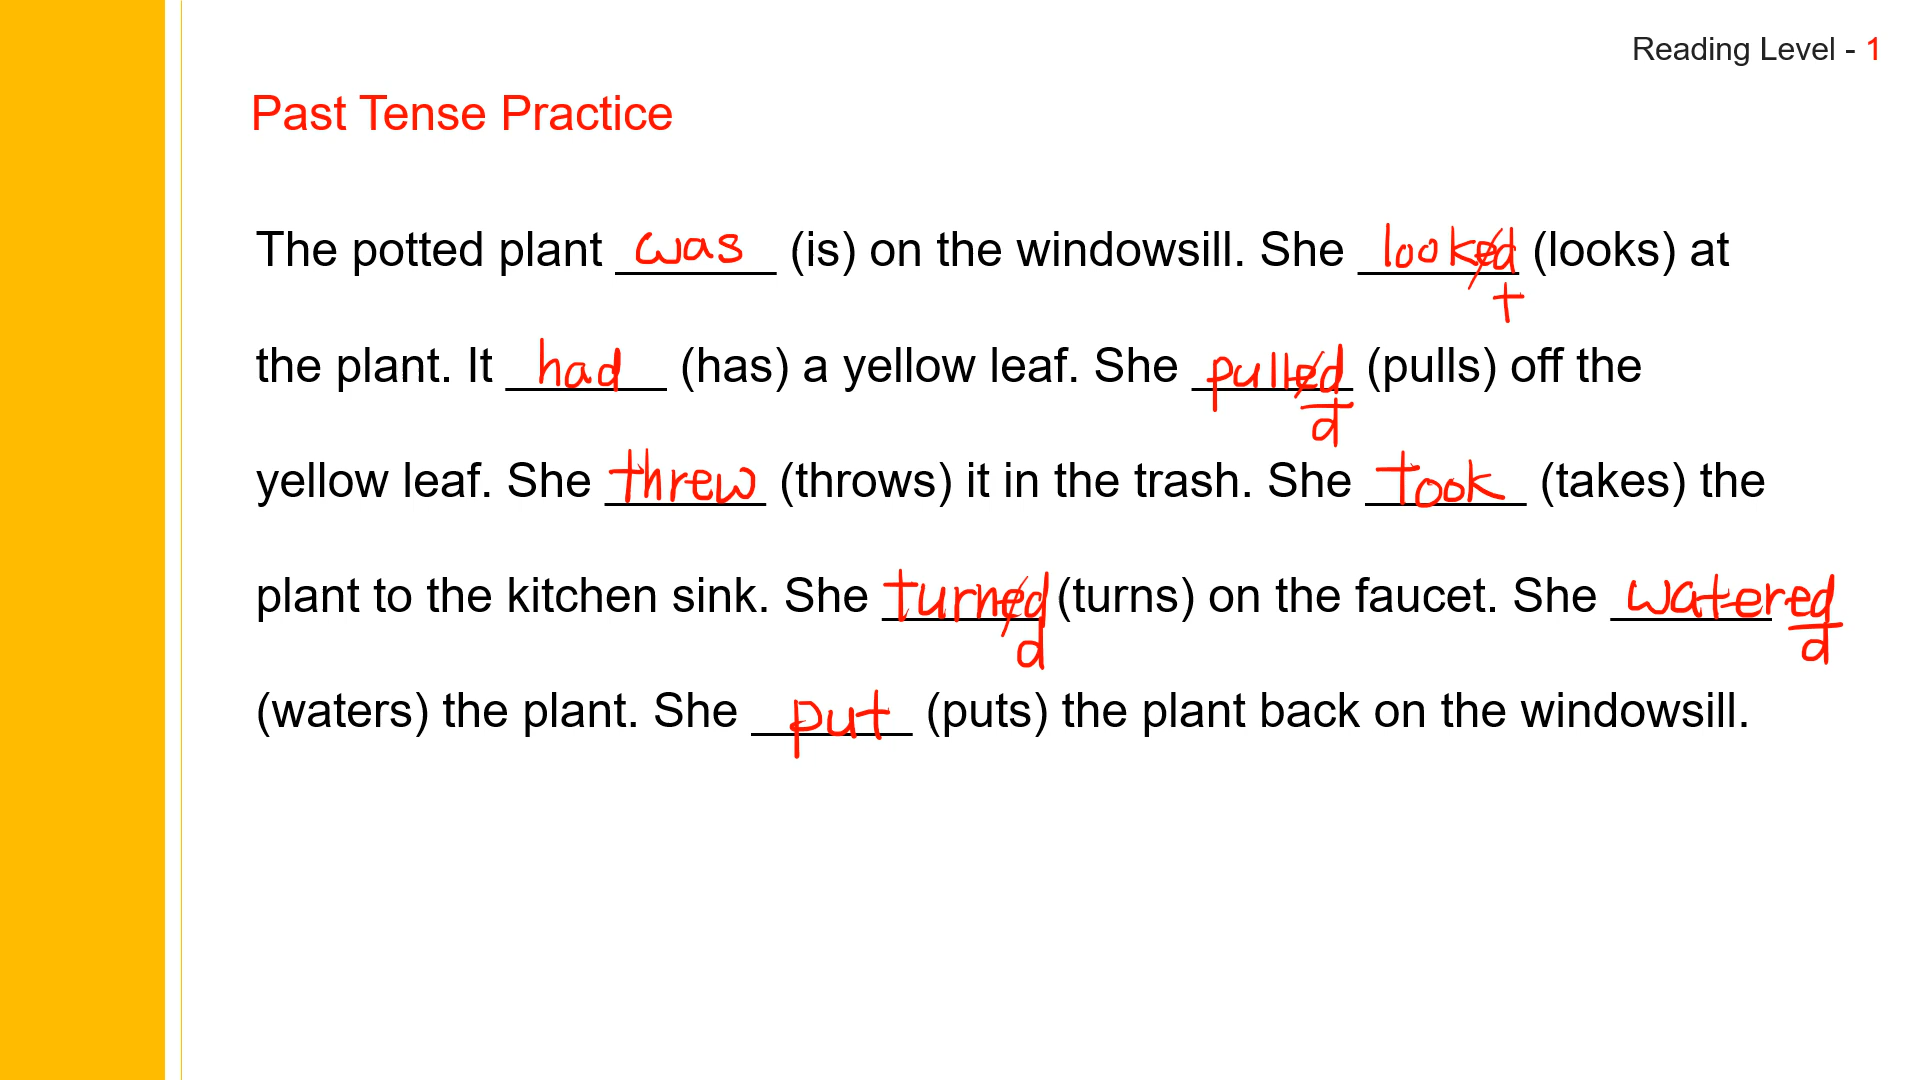 Reading Level - 1
Past Tense Practice
The potted plant was (is) on the windowsill. She looked (looks) at
t
the plant. It had (has) a yellow leaf. She pulled (pulls) off the
d
yellow leaf. She threw (throws) it in the trash. She took (takes) the
plant to the kitchen sink. She turned (turns) on the faucet. She watered
d d
(waters) the plant. She put (puts) the plant back on the windowsill.